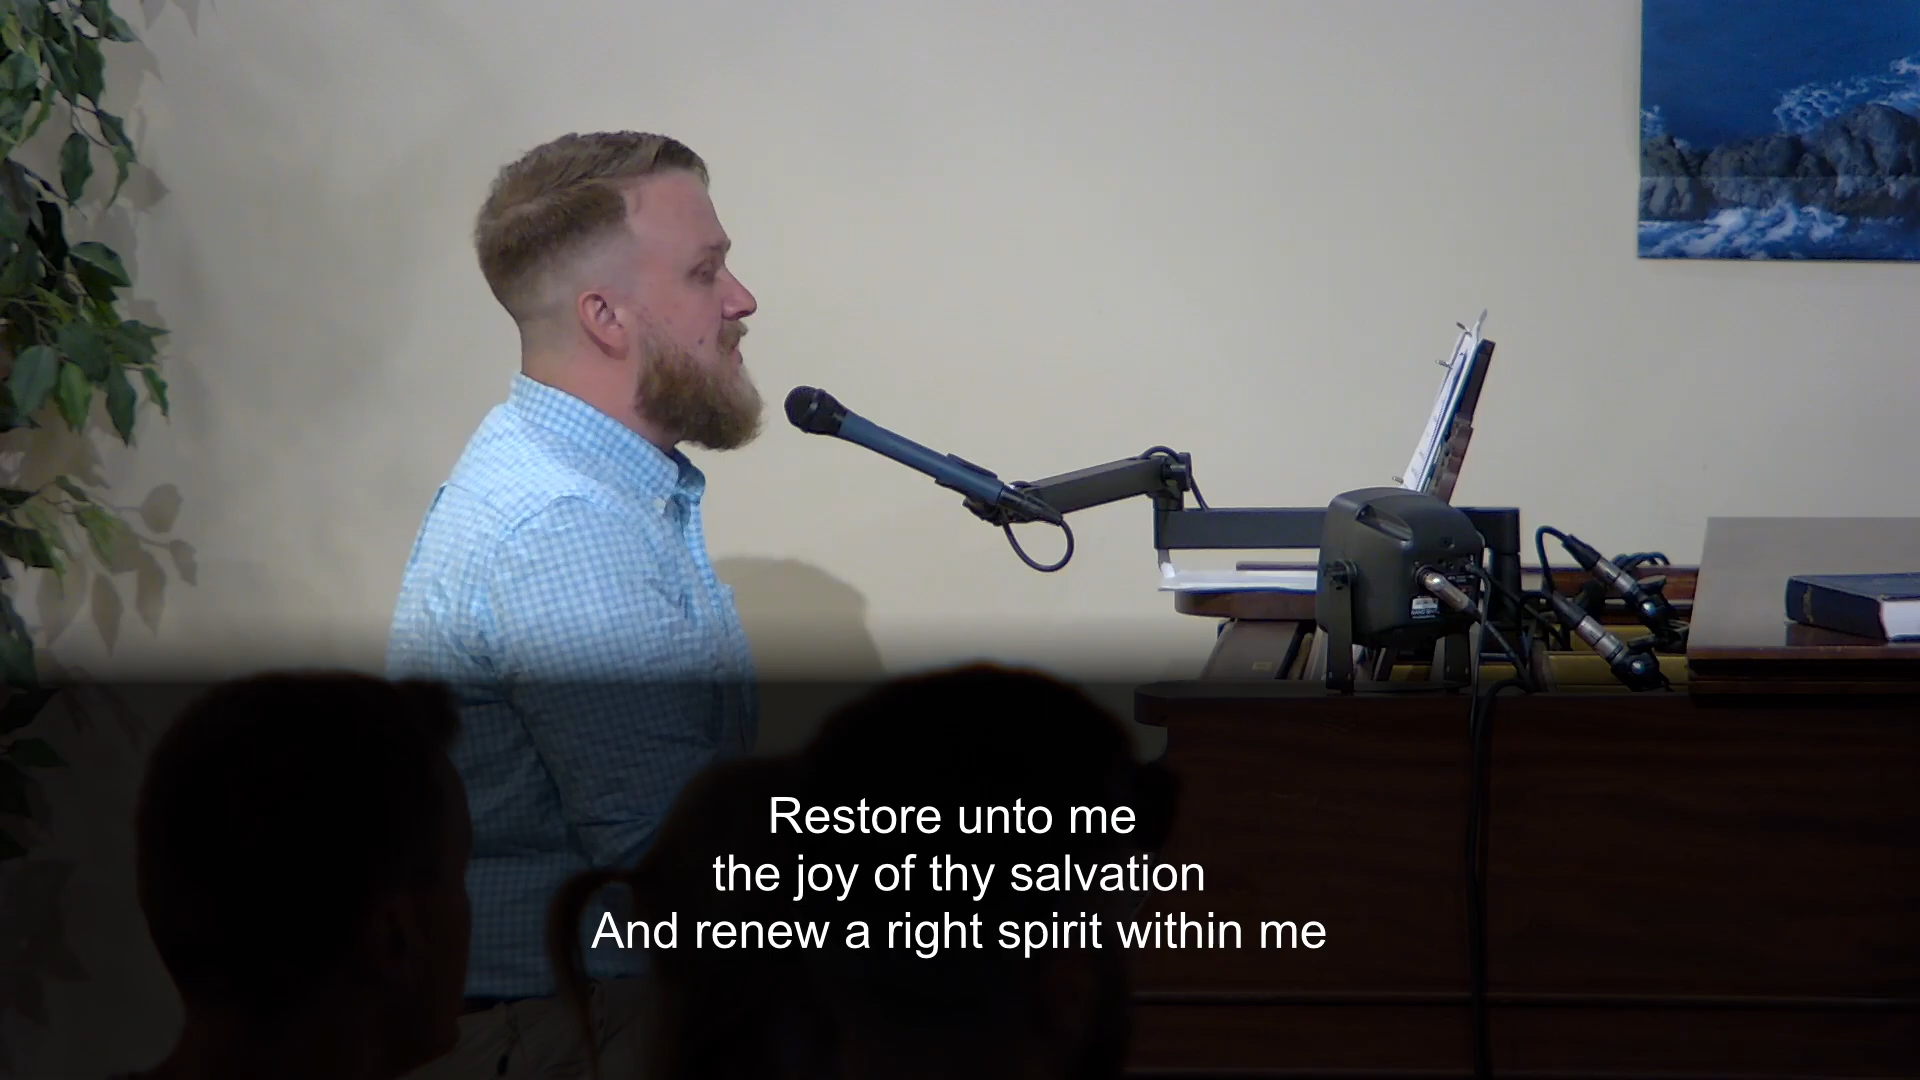 Restore unto me
the joy of thy salvation
And renew a right spirit within me